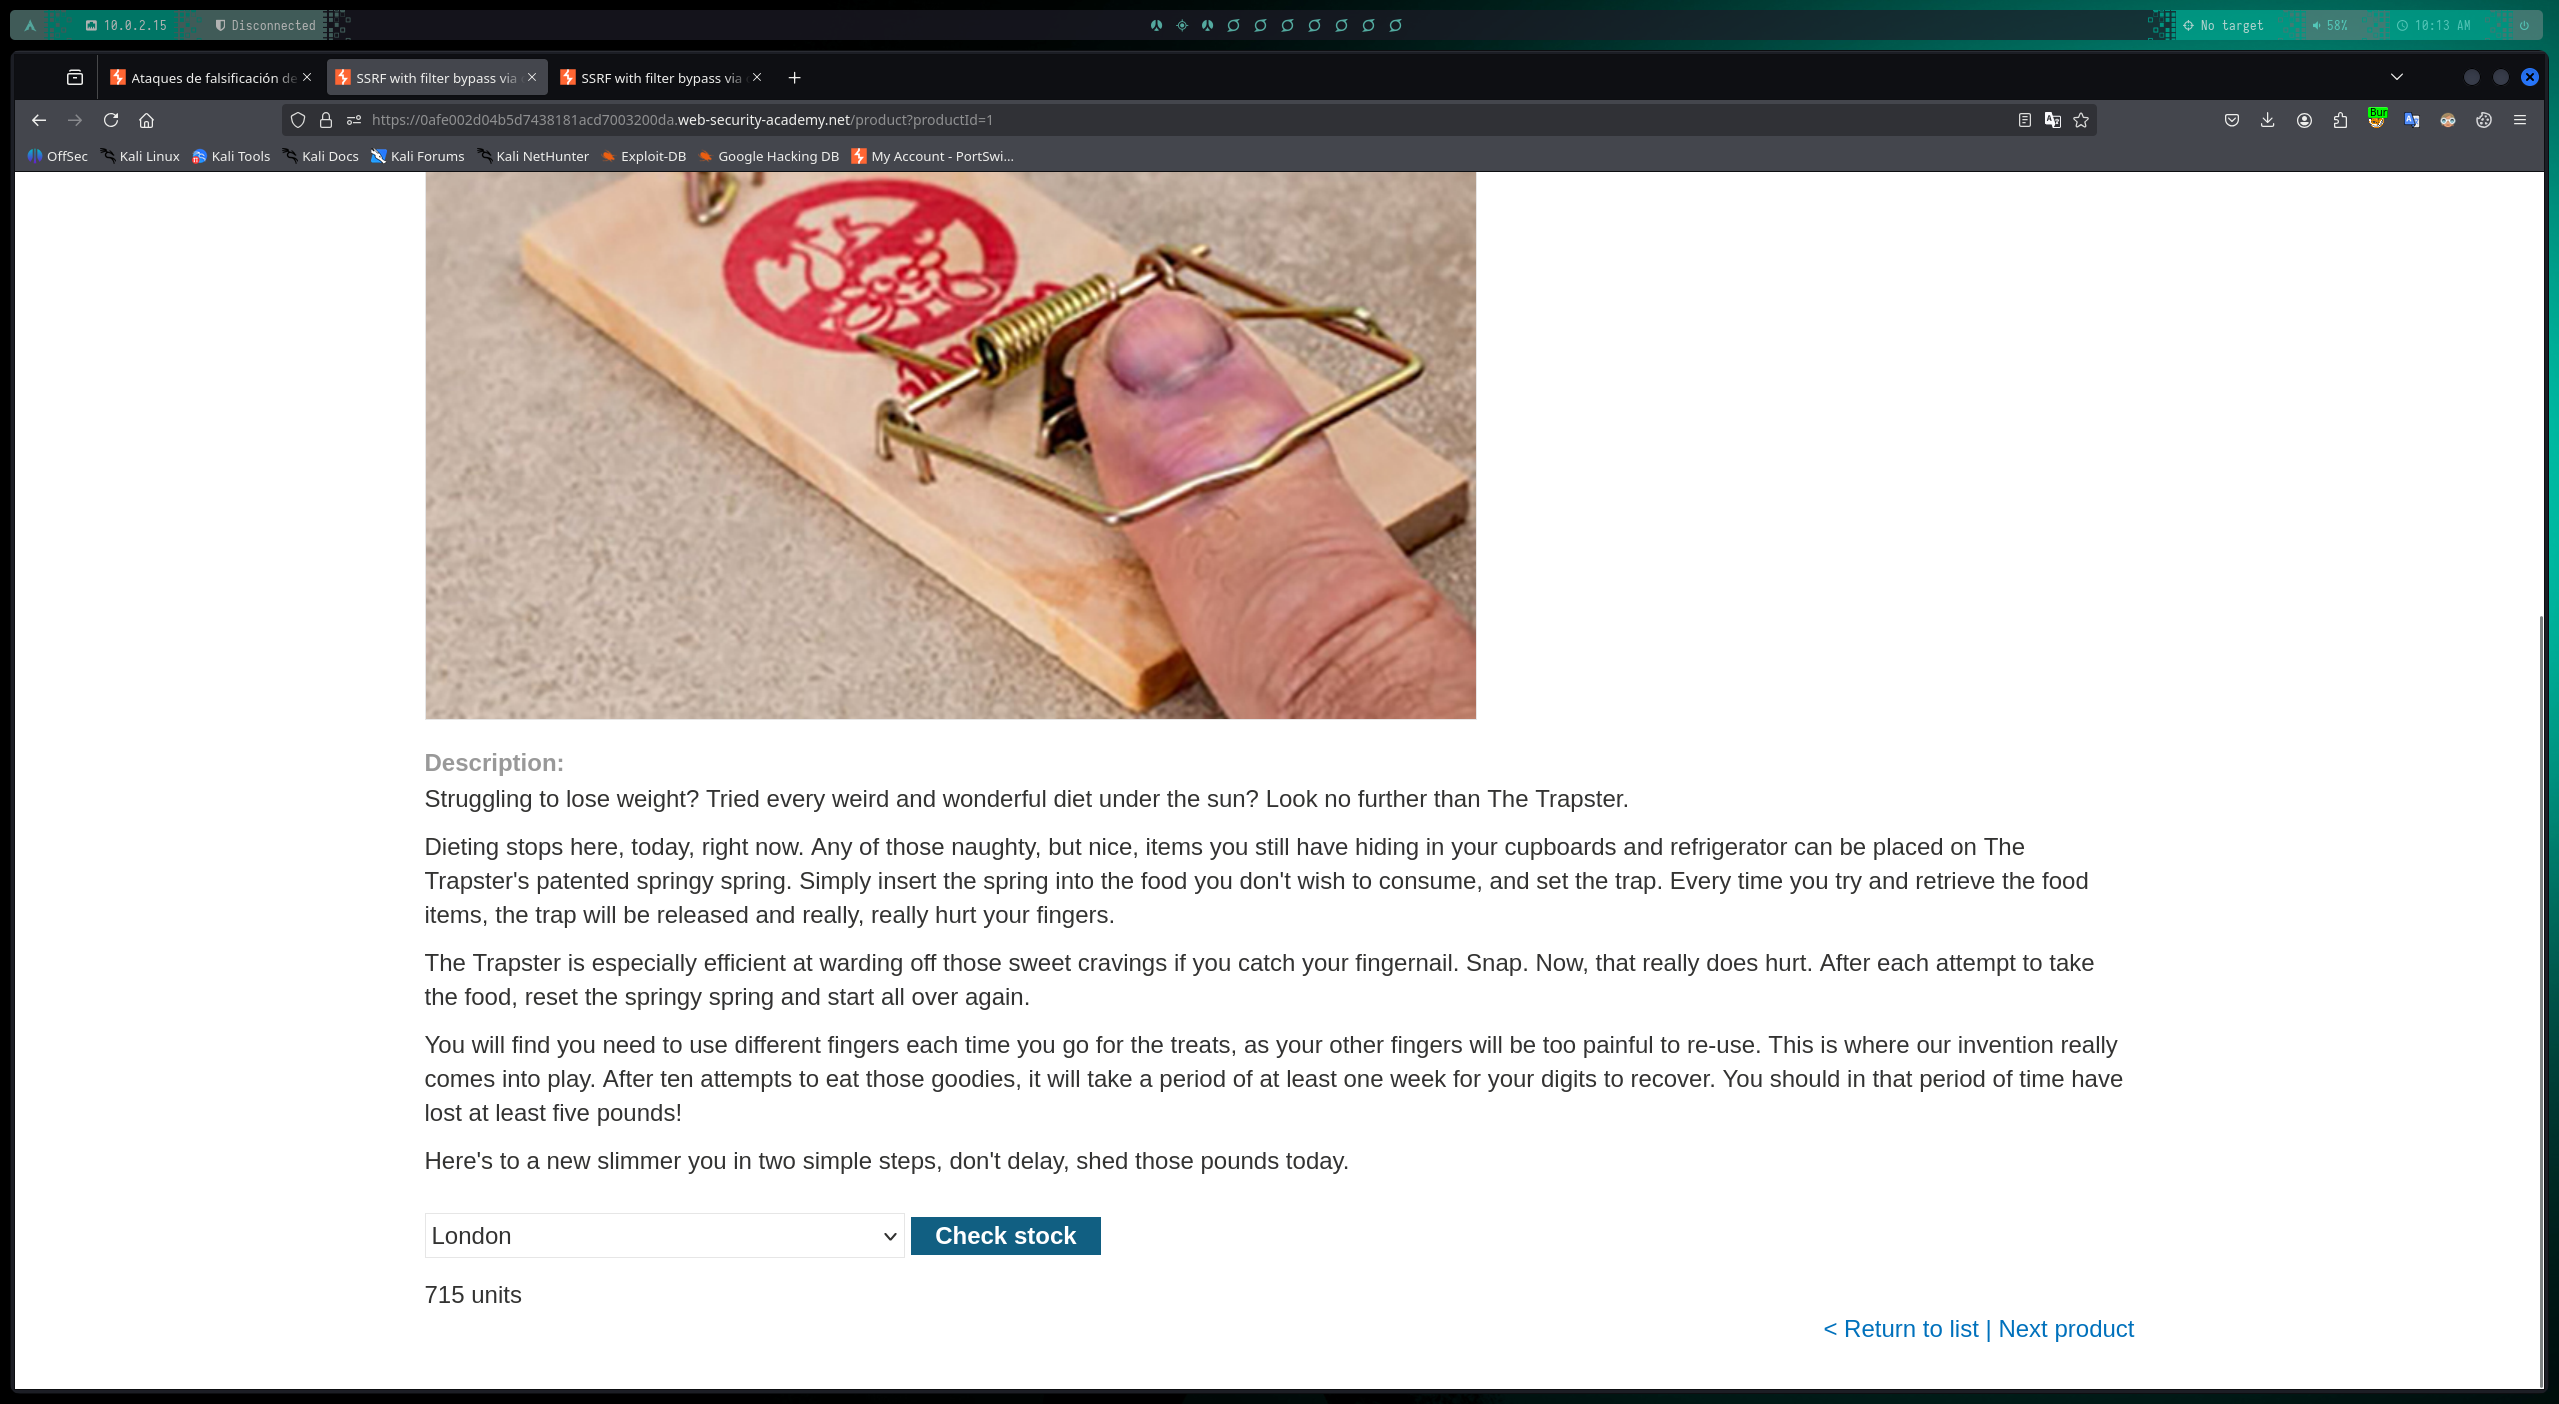 10.0.2.15 Disconnected No target 58% 10:13 AM
Ataques de falsificación de SSRF with filter bypass via SSRF with filter bypass via
https://0afe002d04b5d7438181acd7003200da.web-security-academy.net/product?productId=1
OffSec Kali Linux Kali Tools Kali Docs Kali Forums Kali NetHunter Exploit-DB Google Hacking DB My Account - PortSwi...
Description:
Struggling to lose weight? Tried every weird and wonderful diet under the sun? Look no further than The Trapster.
Dieting stops here, today, right now. Any of those naughty, but nice, items you still have hiding in your cupboards and refrigerator can be placed on The
Trapster's patented springy spring. Simply insert the spring into the food you don't wish to consume, and set the trap. Every time you try and retrieve the food
items, the trap will be released and really, really hurt your fingers.
The Trapster is especially efficient at warding off those sweet cravings if you catch your fingernail. Snap. Now, that really does hurt. After each attempt to take
the food, reset the springy spring and start all over again.
You will find you need to use different fingers each time you go for the treats, as your other fingers will be too painful to re-use. This is where our invention really
comes into play. After ten attempts to eat those goodies, it will take a period of at least one week for your digits to recover. You should in that period of time have
lost at least five pounds!
Here's to a new slimmer you in two simple steps, don't delay, shed those pounds today.
London Check stock
715 units
< Return to list | Next product